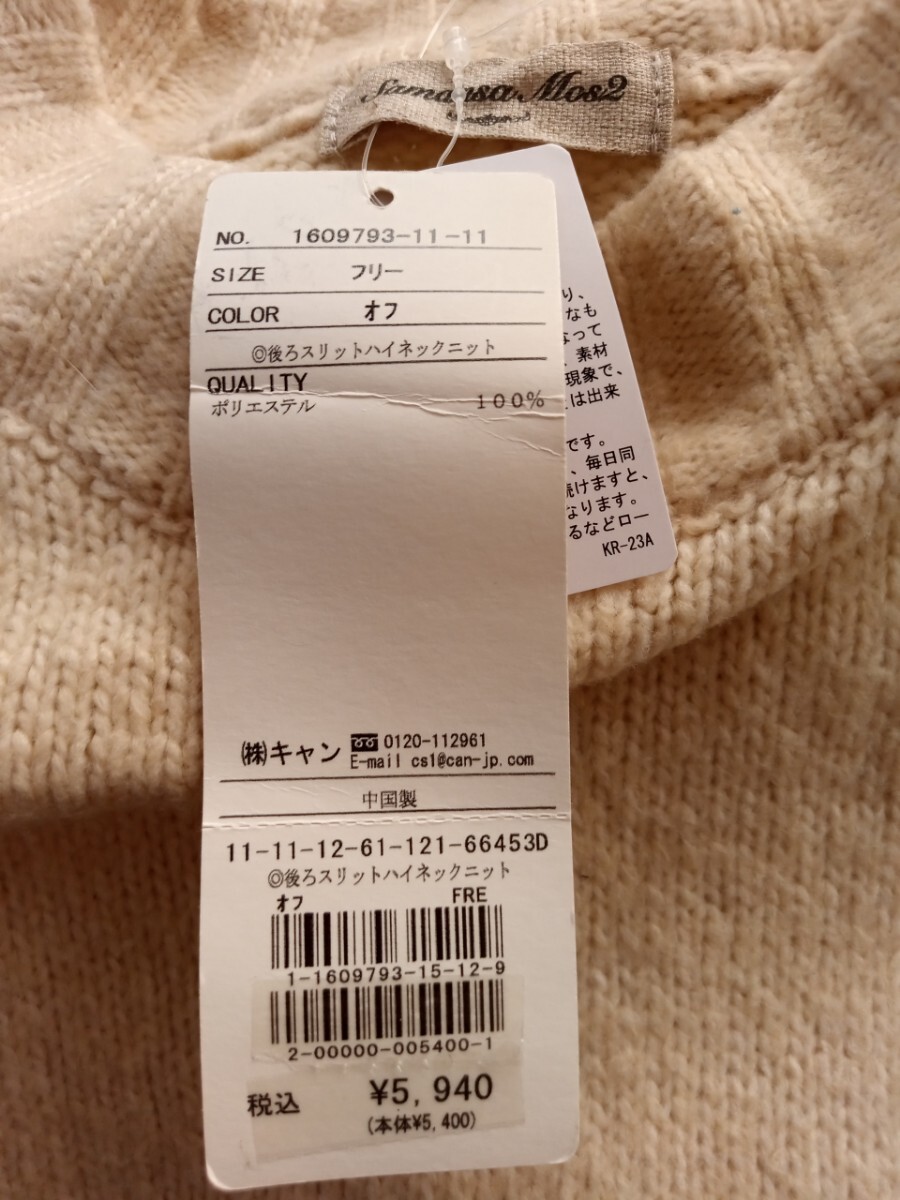 Samansa Mos2
NO. 1609793-11-11
SIZE フリー
COLOR オフ
◎後ろスリットハイネックニット
QUALITY
ポリエステル 100%
り、
なも
なって
、素材
現象で、
は出来
です。
、毎日同
続けますと、
なります。
るなどロー
KR-23A
㈱キャン 0120-112961
E-mail cs1@can-jp.com
中国製
11-11-12-61-121-66453D
◎後ろスリットハイネックニット
オフ FRE
1-1609793-15-12-9
2-00000-005400-1
税込 ¥5,940
(本体¥5,400)